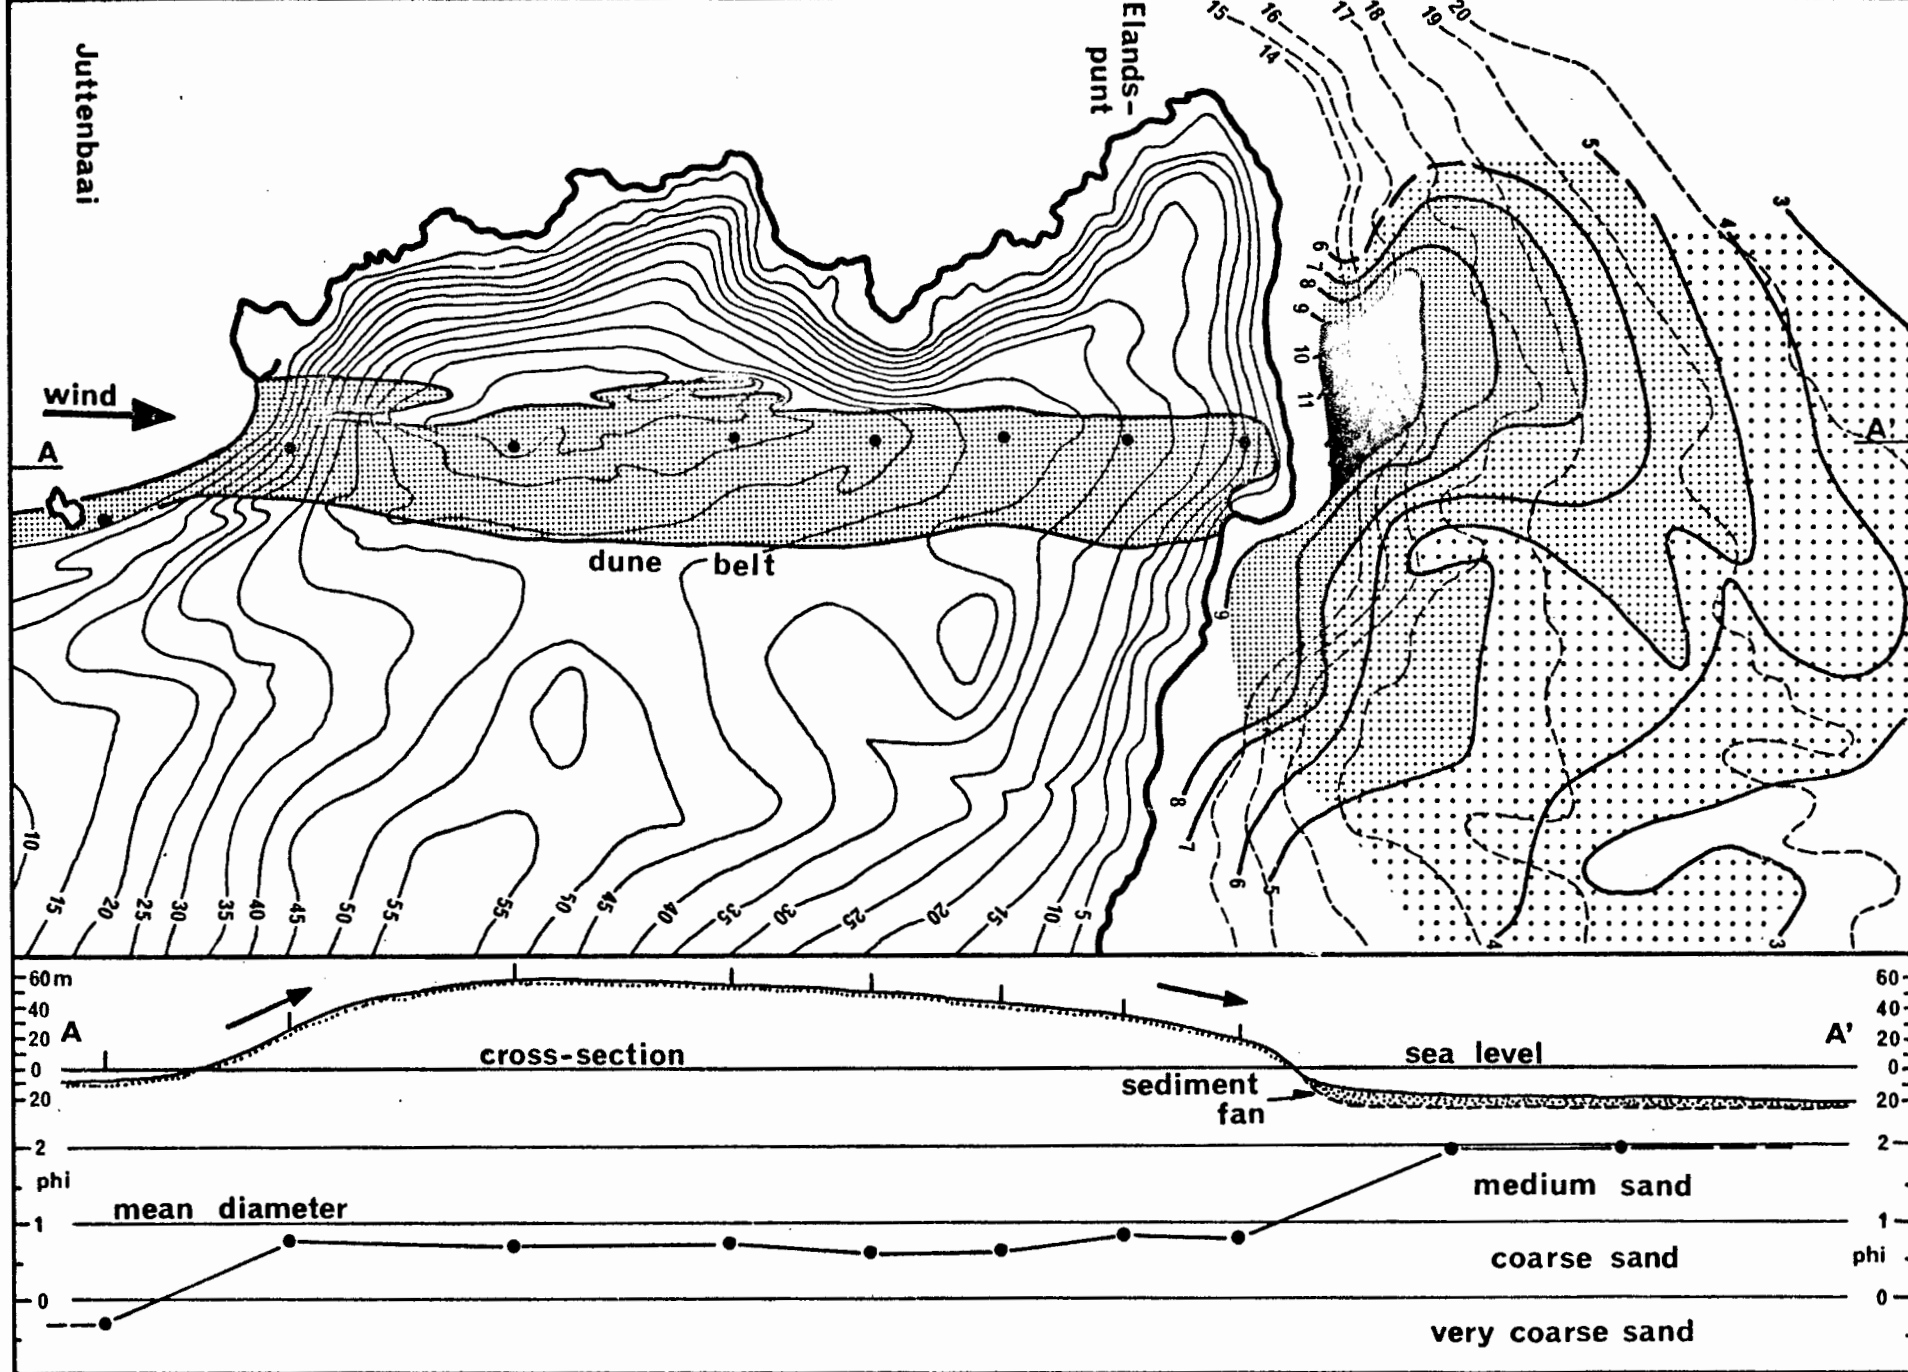 Juttenbaai
Elands-
punt
15
16
14
17
18
19
20
5
3
4
6
7
8
9
10
11
wind
A
A'
dune belt
9
8
7
6
5
4
3
10
15
20
25
30
35
40
45
50
55
55
50
45
40
35
30
25
20
15
10
5
60 m
40
20
0
20
A
cross-section
sea level
sediment
fan
A'
60
40
20
0
20
2
phi
1
0
mean diameter
medium sand
coarse sand
very coarse sand
2
1
phi
0